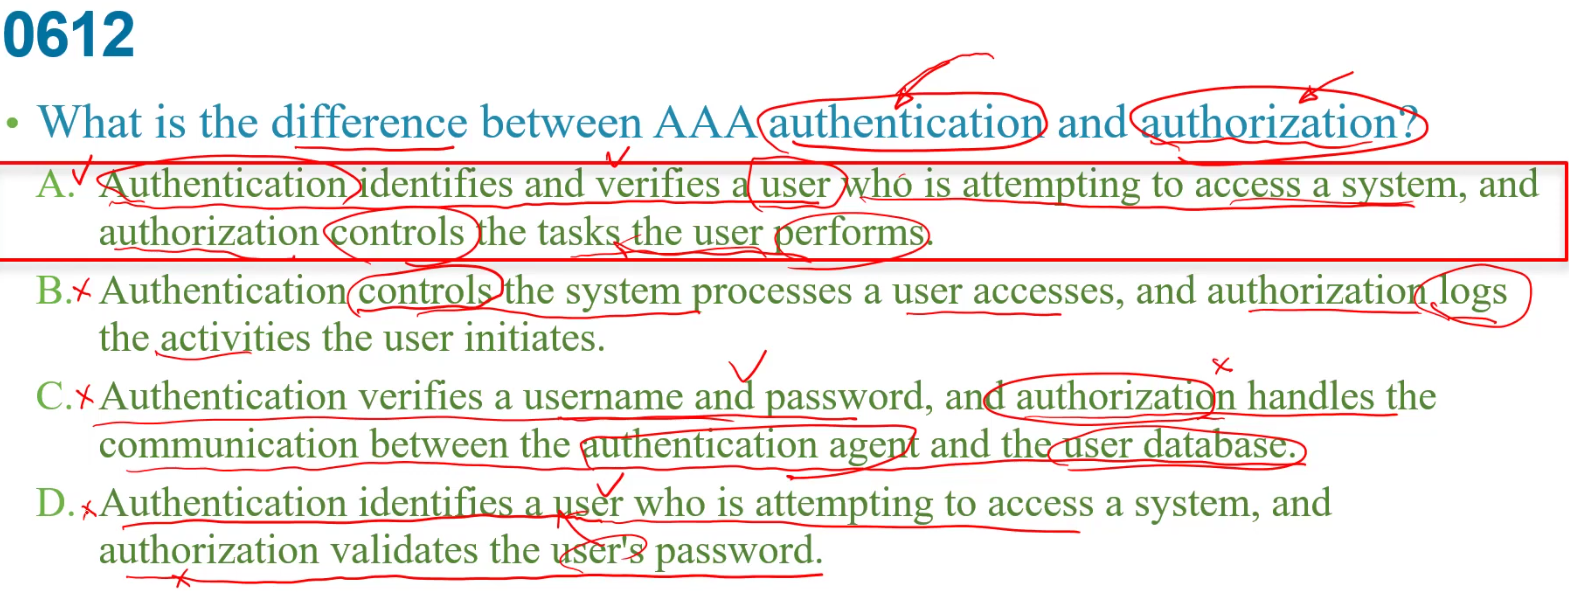 0612
• What is the difference between AAA authentication and authorization?
A. Authentication identifies and verifies a user who is attempting to access a system, and
authorization controls the tasks the user performs.
B. Authentication controls the system processes a user accesses, and authorization logs
the activities the user initiates.
C. Authentication verifies a username and password, and authorization handles the
communication between the authentication agent and the user database.
D. Authentication identifies a user who is attempting to access a system, and
authorization validates the user's password.